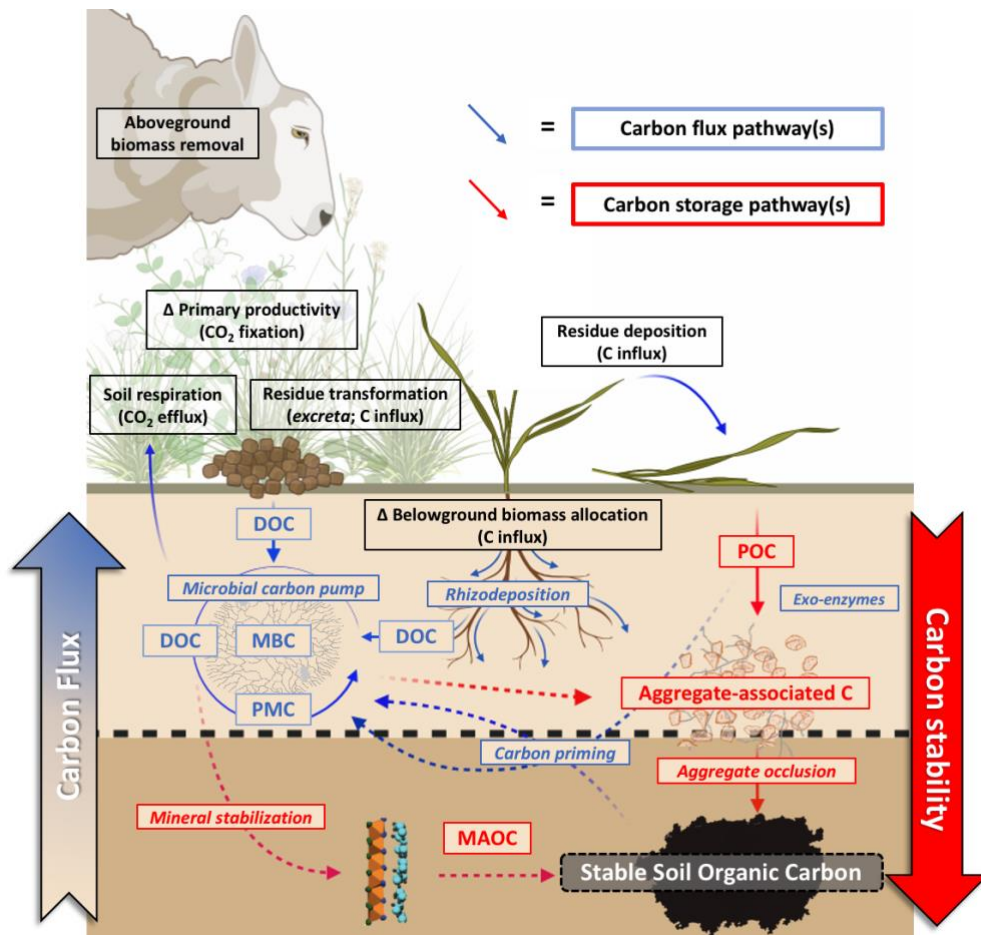 Aboveground
biomass removal
=
Carbon flux pathway(s)
=
Carbon storage pathway(s)
Δ Primary productivity
(CO₂ fixation)
Residue deposition
(C influx)
Soil respiration
(CO₂ efflux)
Residue transformation
(excreta; C influx)
Δ Belowground biomass allocation
(C influx)
DOC
POC
Microbial carbon pump
Rhizodeposition
Exo-enzymes
DOC
MBC
DOC
PMC
Aggregate-associated C
Carbon priming
Aggregate occlusion
Mineral stabilization
MAOC
Stable Soil Organic Carbon
Carbon Flux
Carbon stability